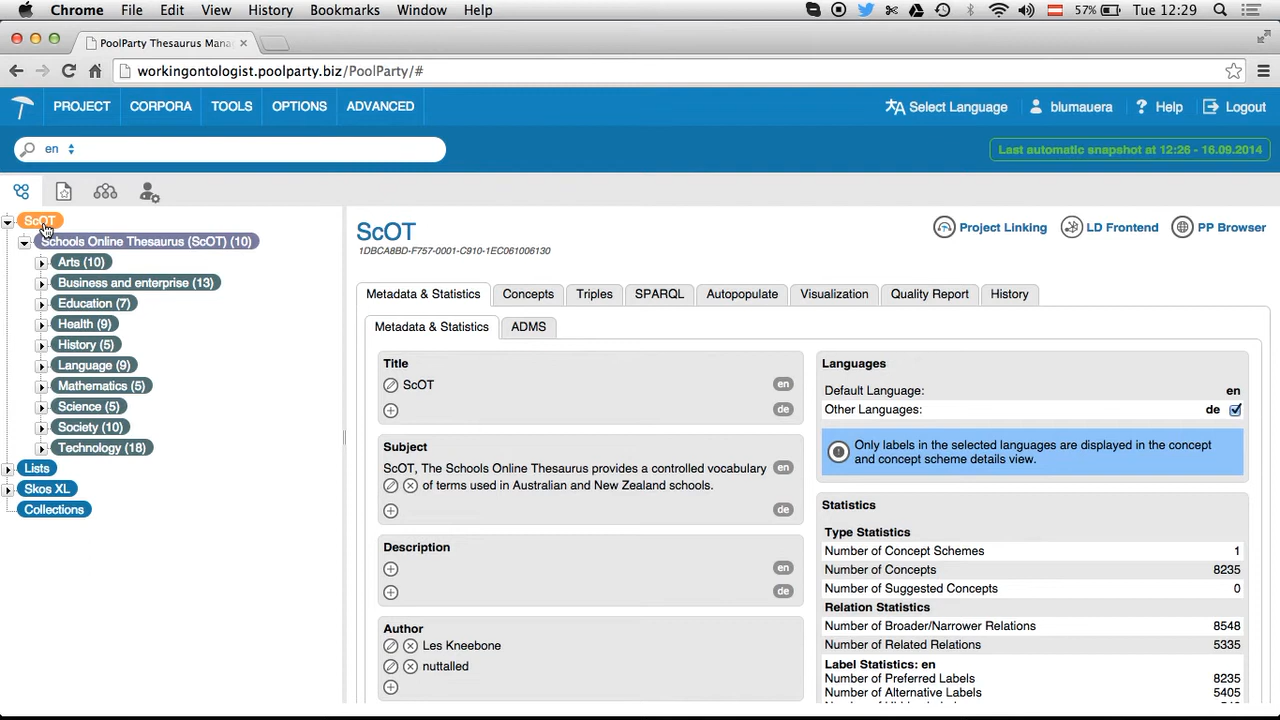 Chrome File Edit View History Bookmarks Window Help 57% Tue 12:29
PoolParty Thesaurus Mana
workingontologist.poolparty.biz/PoolParty/#
PROJECT CORPORA TOOLS OPTIONS ADVANCED Select Language blumauera ? Help Logout
en Last automatic snapshot at 12:26 - 16.09.2014
ScOT
Schools Online Thesaurus (ScOT) (10)
Arts (10)
Business and enterprise (13)
Education (7)
Health (9)
History (5)
Language (9)
Mathematics (5)
Science (5)
Society (10)
Technology (18)
Lists
Skos XL
Collections
ScOT
1DBCA8BD-F757-0001-C910-1EC061006130
Project Linking LD Frontend PP Browser
Metadata & Statistics Concepts Triples SPARQL Autopopulate Visualization Quality Report History
Metadata & Statistics ADMS
Title
ScOT en
de
Subject
ScOT, The Schools Online Thesaurus provides a controlled vocabulary en
of terms used in Australian and New Zealand schools.
de
Description
en
de
Author
Les Kneebone
nuttalled
Languages
Default Language: en
Other Languages: de
Only labels in the selected languages are displayed in the concept
and concept scheme details view.
Statistics
Type Statistics
Number of Concept Schemes 1
Number of Concepts 8235
Number of Suggested Concepts 0
Relation Statistics
Number of Broader/Narrower Relations 8548
Number of Related Relations 5335
Label Statistics: en
Number of Preferred Labels 8235
Number of Alternative Labels 5405